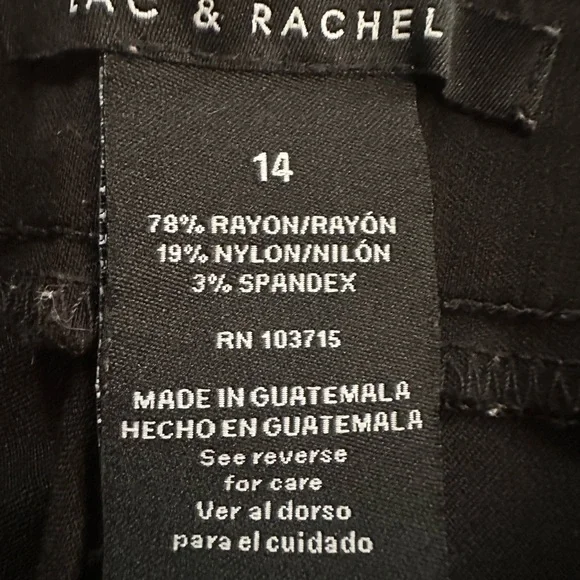 & RACHEL
14
78% RAYON/RAYÓN
19% NYLON/NILÓN
3% SPANDEX
RN 103715
MADE IN GUATEMALA
HECHO EN GUATEMALA
See reverse
for care
Ver al dorso
para el cuidado